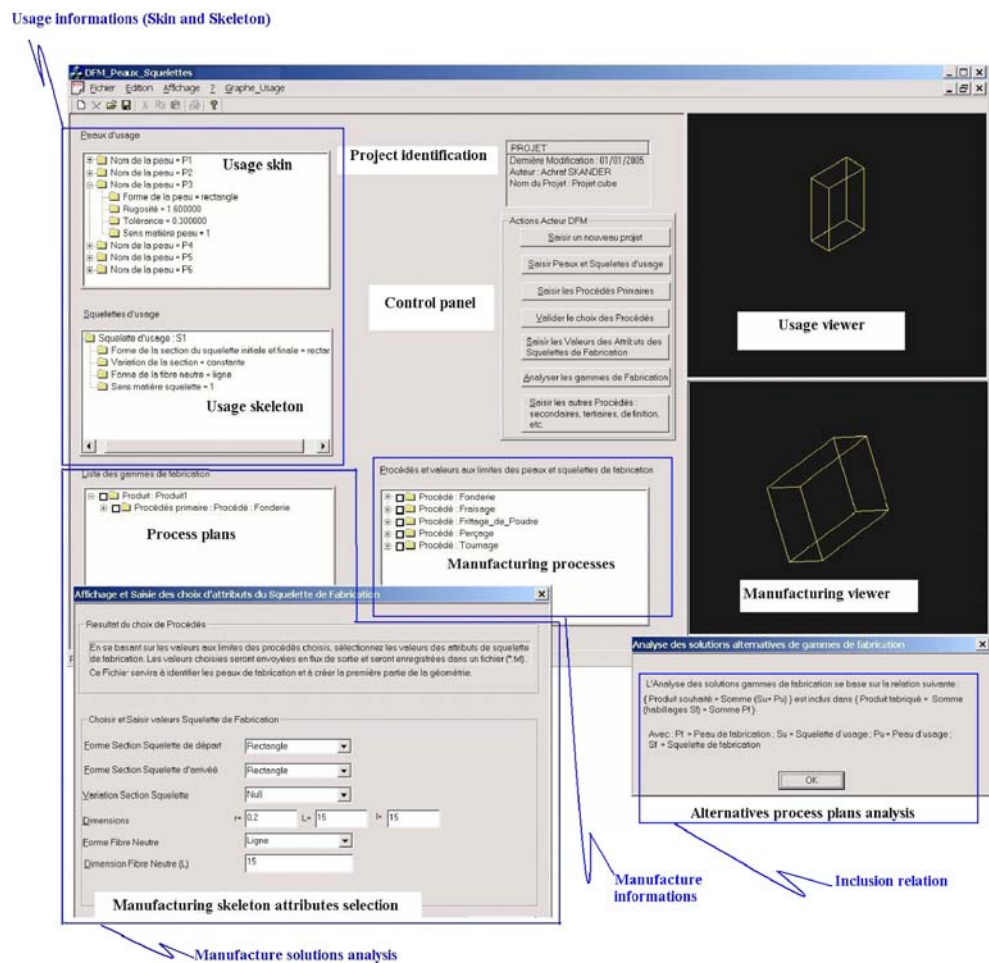 Usage informations (Skin and Skeleton)
DFM_Peaux_Squelettes
Fichier Edition Affichage ? Graphe_Usage
Peaux d'usage
Nom de la peau = P1
Nom de la peau = P2
Nom de la peau = P3
Forme de la peau = rectangle
Rugosité = 1.600000
Tolérance = 0.300000
Sens matière peau = 1
Nom de la peau = P4
Nom de la peau = P5
Nom de la peau = P6
Usage skin
Project identification
PROJET
Dernière Modification : 01/01/2005
Auteur : Achraf SKANDER
Nom du Projet : Projet cube
Squelettes d'usage
Squelette d'usage : S1
Forme de la section du squelette initiale et finale = rectar
Variation de la section = constante
Forme de la fibre neutre = ligne
Sens matière squelette = 1
Usage skeleton
Control panel
Actions Acteur DFM
Saisir un nouveau projet
Saisir Peaux et Squeletes d'usage
Saisir les Procédés Primaires
Valider le choix des Procédés
Saisir les Valeurs des Attributs des
Squelettes de Fabrication
Analyser les gammes de Fabrication
Saisir les autres Procédés :
secondaires, tertiaires, definition,
etc.
Usage viewer
Manufacturing viewer
Liste des gammes de fabrication
Produit : Produit1
Procédés primaire : Procédé : Fonderie
Process plans
Procédés et valeurs aux limites des peaux et squelettes de fabrication
Procédé : Fonderie
Procédé : Fraisage
Procédé : Frittage_de_Poudre
Procédé : Perçage
Procédé : Tournage
Manufacturing processes
Affichage et Saisie des choix d'attributs du Squelette de Fabrication
Resultat du choix de Procédés
En se basant sur les valeurs aux limites des procédés choisis, sélectionnez les valeurs des attributs de squelette
de fabrication. Les valeurs choisies seront envoyées en flux de sortie et seront enregistrées dans un fichier (*.txt).
Ce Fichier servira à identifier les peaux de fabrication et à créer la première partie de la géométrie.
Choisir et Saisir valeurs Squelette de Fabrication
Forme Section Squelette de départ Rectangle
Forme Section Squelette d'arrivéé Rectangle
Variation Section Squelette Null
Dimensions r= 0.2 L= 15 l= 15
Forme Fibre Neutre Ligne
Dimension Fibre Neutre (L) 15
Manufacturing skeleton attributes selection
Analyse des solutions alternatives de gammes de fabrication
L'Analyse des solutions gammes de fabrication se base sur la relation suivante :
{ Produit souhaité = Somme (Su+ Pu) } est inclus dans { Produit fabriqué = Somme
(habillages Sf) = Somme Pf }
Avec : Pf = Peau de fabrication ; Su = Squelette d'usage ; Pu = Peau d'usage ;
Sf = Squelette de fabrication
OK
Alternatives process plans analysis
Manufacture
informations
Inclusion relation
Manufacture solutions analysis